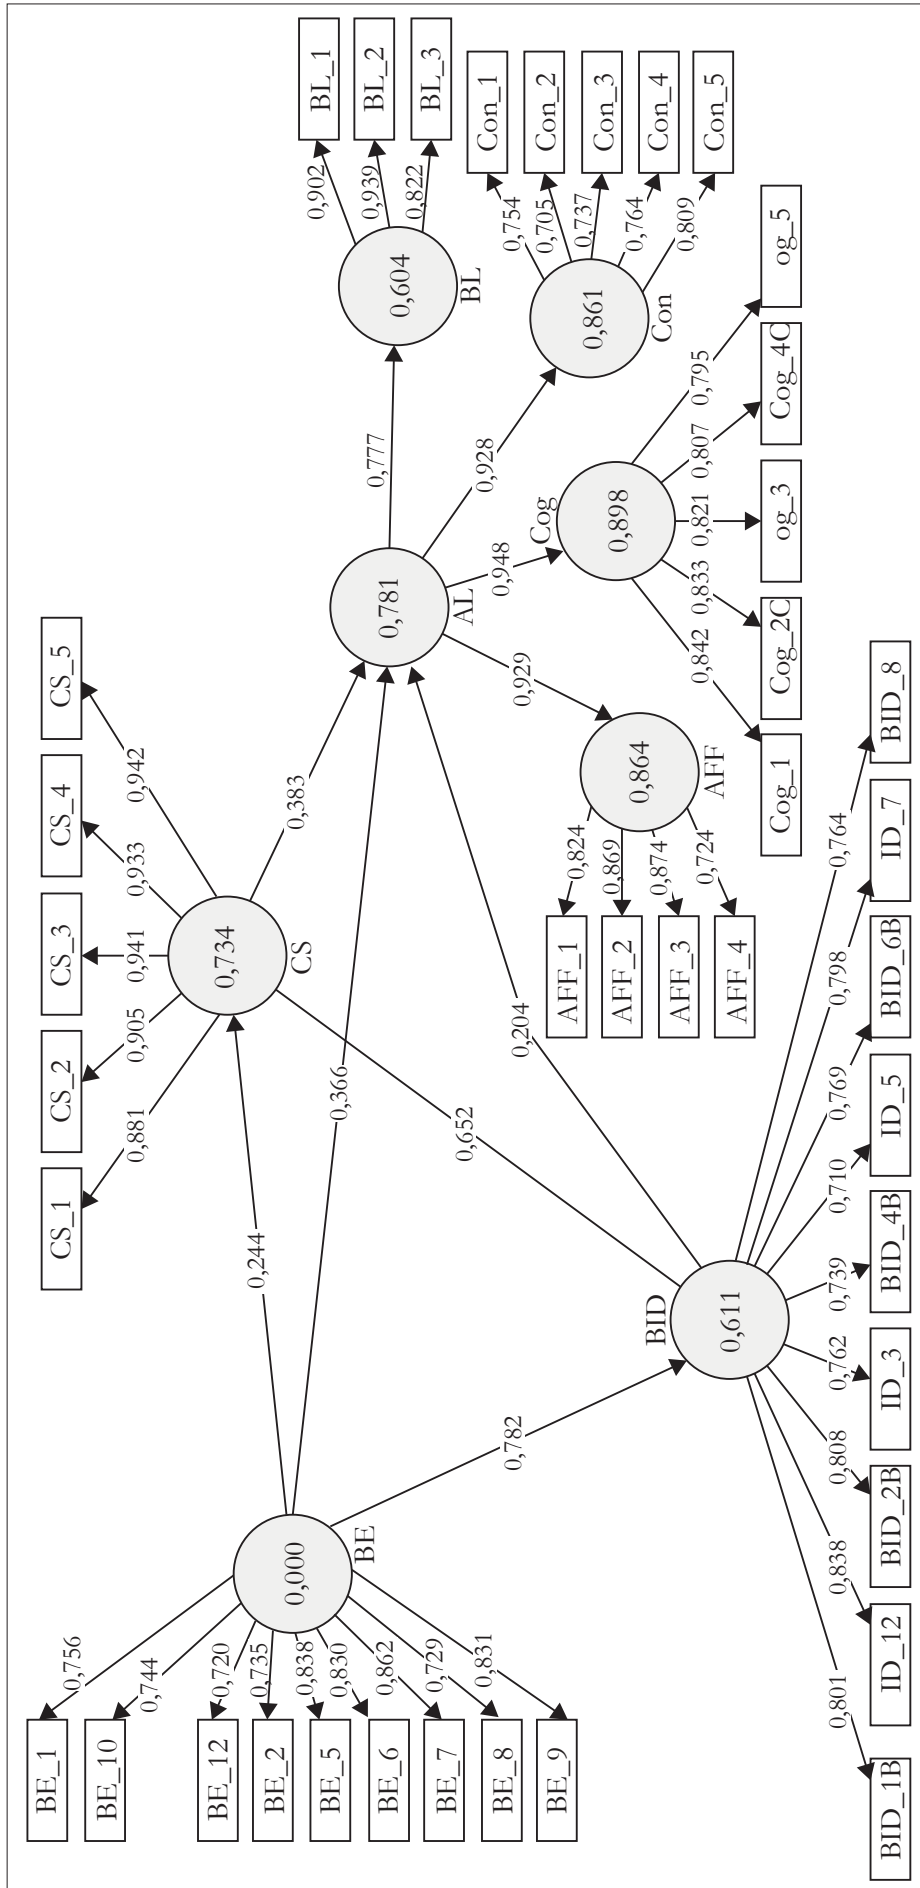 CS_1
CS_2
CS_3
CS_4
CS_5
0,881
0,905
0,941
0,933
0,942
0,734
CS
BE_1
BE_10
BE_12
BE_2
BE_5
BE_6
BE_7
BE_8
BE_9
0,756
0,744
0,720
0,735
0,838
0,830
0,862
0,729
0,831
0,000
BE
0,244
0,366
0,782
0,383
0,652
0,204
0,781
AL
0,777
0,928
0,948
0,929
0,604
BL
0,902
0,939
0,822
BL_1
BL_2
BL_3
0,861
Con
0,754
0,705
0,737
0,764
0,809
Con_1
Con_2
Con_3
Con_4
Con_5
Cog
0,898
0,842
0,833
0,821
0,807
0,795
Cog_1
Cog_2C
og_3
Cog_4C
og_5
0,864
AFF
0,824
0,869
0,874
0,724
AFF_1
AFF_2
AFF_3
AFF_4
BID
0,611
0,801
0,838
0,808
0,762
0,739
0,710
0,769
0,798
0,764
BID_1B
ID_12
BID_2B
ID_3
BID_4B
ID_5
BID_6B
ID_7
BID_8